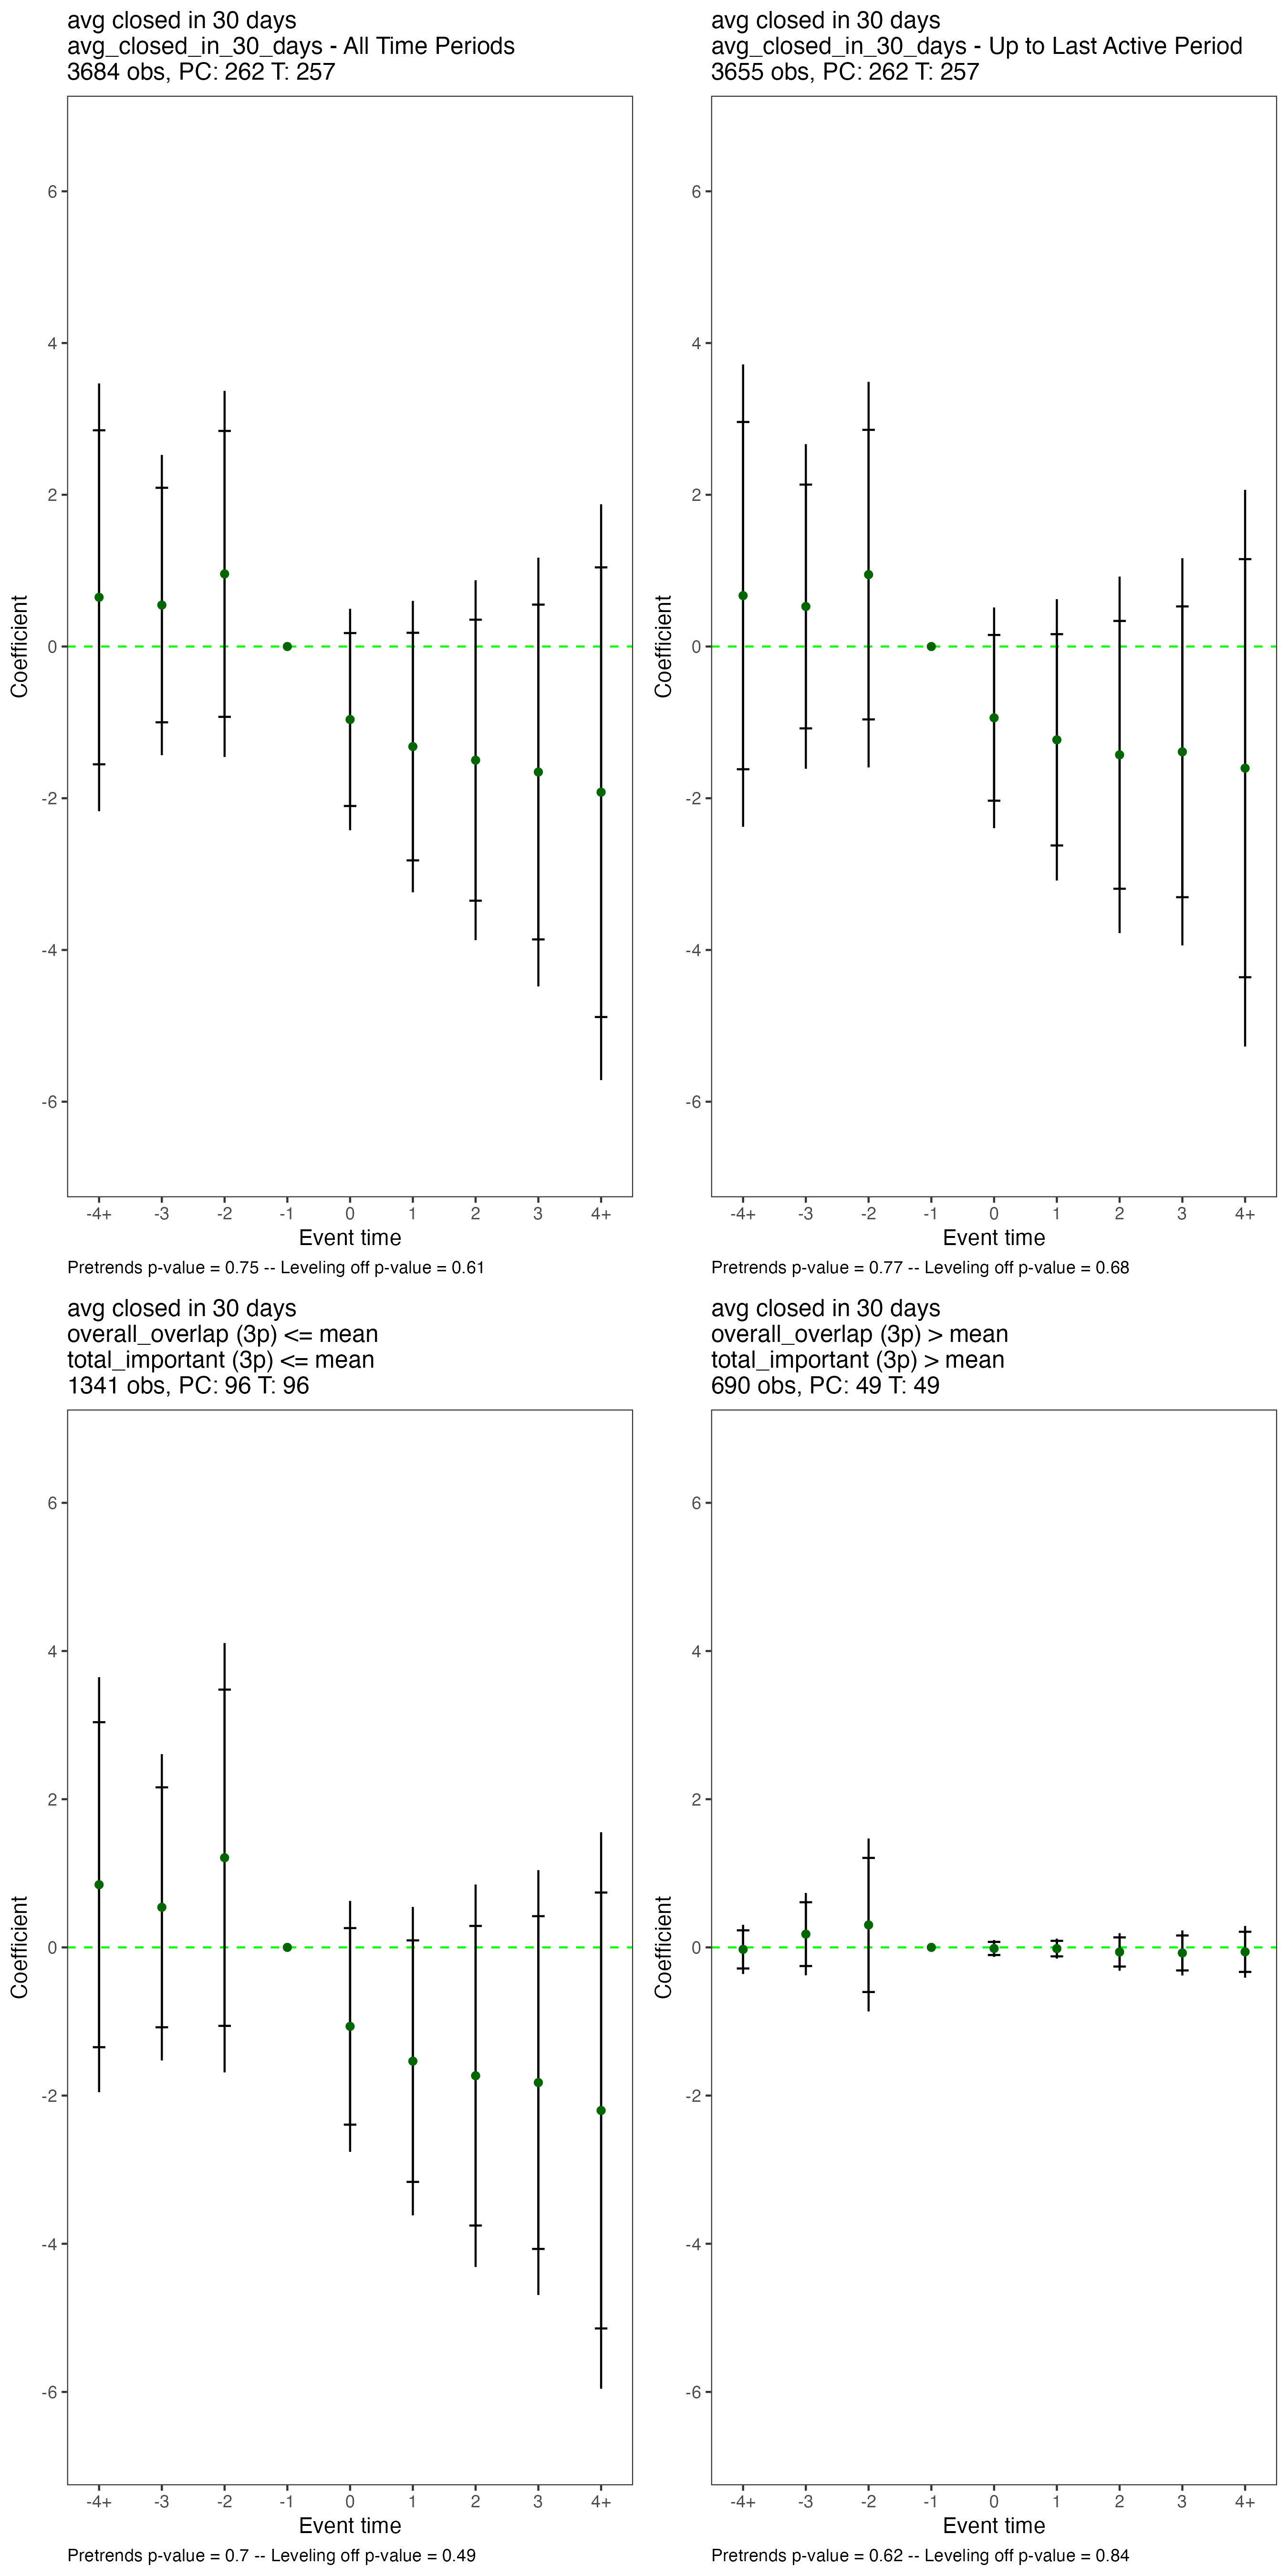 avg closed in 30 days
avg_closed_in_30_days - All Time Periods
3684 obs, PC: 262 T: 257
6
4
2
0
-2
-4
-6
Coefficient
-4+ -3 -2 -1 0 1 2 3 4+
Event time
Pretrends p-value = 0.75 -- Leveling off p-value = 0.61
avg closed in 30 days
avg_closed_in_30_days - Up to Last Active Period
3655 obs, PC: 262 T: 257
6
4
2
0
-2
-4
-6
Coefficient
-4+ -3 -2 -1 0 1 2 3 4+
Event time
Pretrends p-value = 0.77 -- Leveling off p-value = 0.68
avg closed in 30 days
overall_overlap (3p) <= mean
total_important (3p) <= mean
1341 obs, PC: 96 T: 96
6
4
2
0
-2
-4
-6
Coefficient
-4+ -3 -2 -1 0 1 2 3 4+
Event time
Pretrends p-value = 0.7 -- Leveling off p-value = 0.49
avg closed in 30 days
overall_overlap (3p) > mean
total_important (3p) > mean
690 obs, PC: 49 T: 49
6
4
2
0
-2
-4
-6
Coefficient
-4+ -3 -2 -1 0 1 2 3 4+
Event time
Pretrends p-value = 0.62 -- Leveling off p-value = 0.84